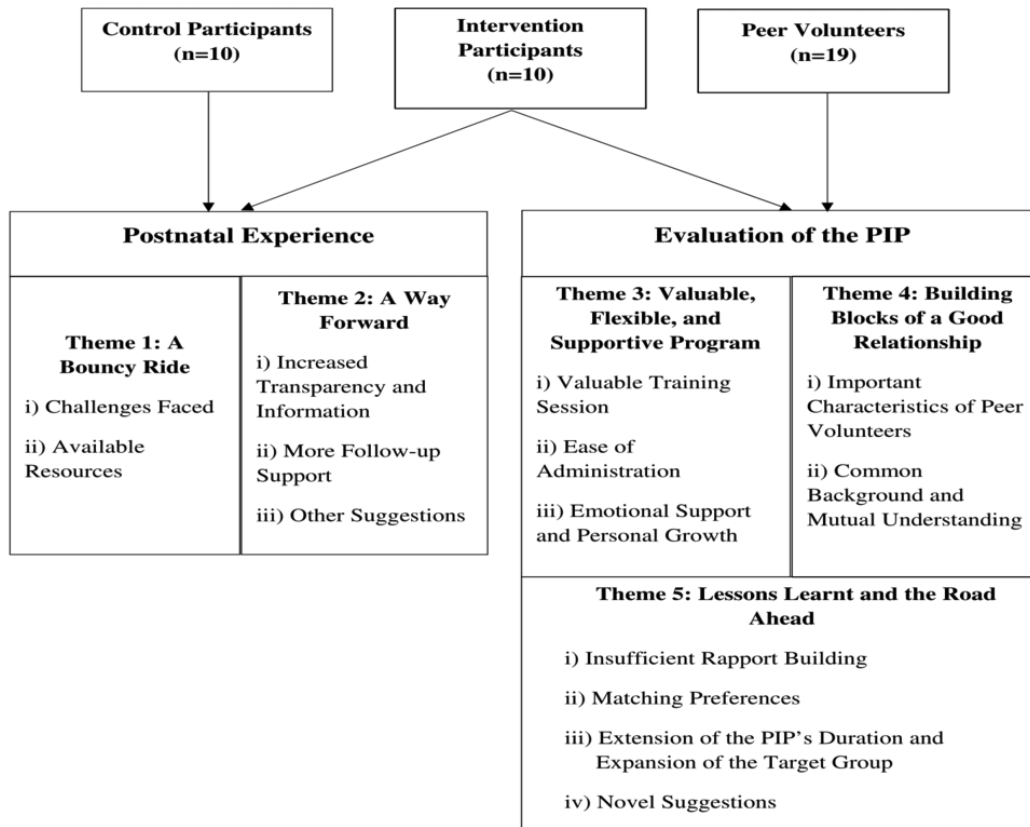 Control Participants
(n=10)
Intervention
Participants
(n=10)
Peer Volunteers
(n=19)
Postnatal Experience
Theme 1: A
Bouncy Ride
i) Challenges Faced
ii) Available
Resources
Theme 2: A Way
Forward
i) Increased
Transparency and
Information
ii) More Follow-up
Support
iii) Other Suggestions
Evaluation of the PIP
Theme 3: Valuable,
Flexible, and
Supportive Program
i) Valuable Training
Session
ii) Ease of
Administration
iii) Emotional Support
and Personal Growth
Theme 4: Building
Blocks of a Good
Relationship
i) Important
Characteristics of Peer
Volunteers
ii) Common
Background and
Mutual Understanding
Theme 5: Lessons Learnt and the Road
Ahead
i) Insufficient Rapport Building
ii) Matching Preferences
iii) Extension of the PIP’s Duration and
Expansion of the Target Group
iv) Novel Suggestions